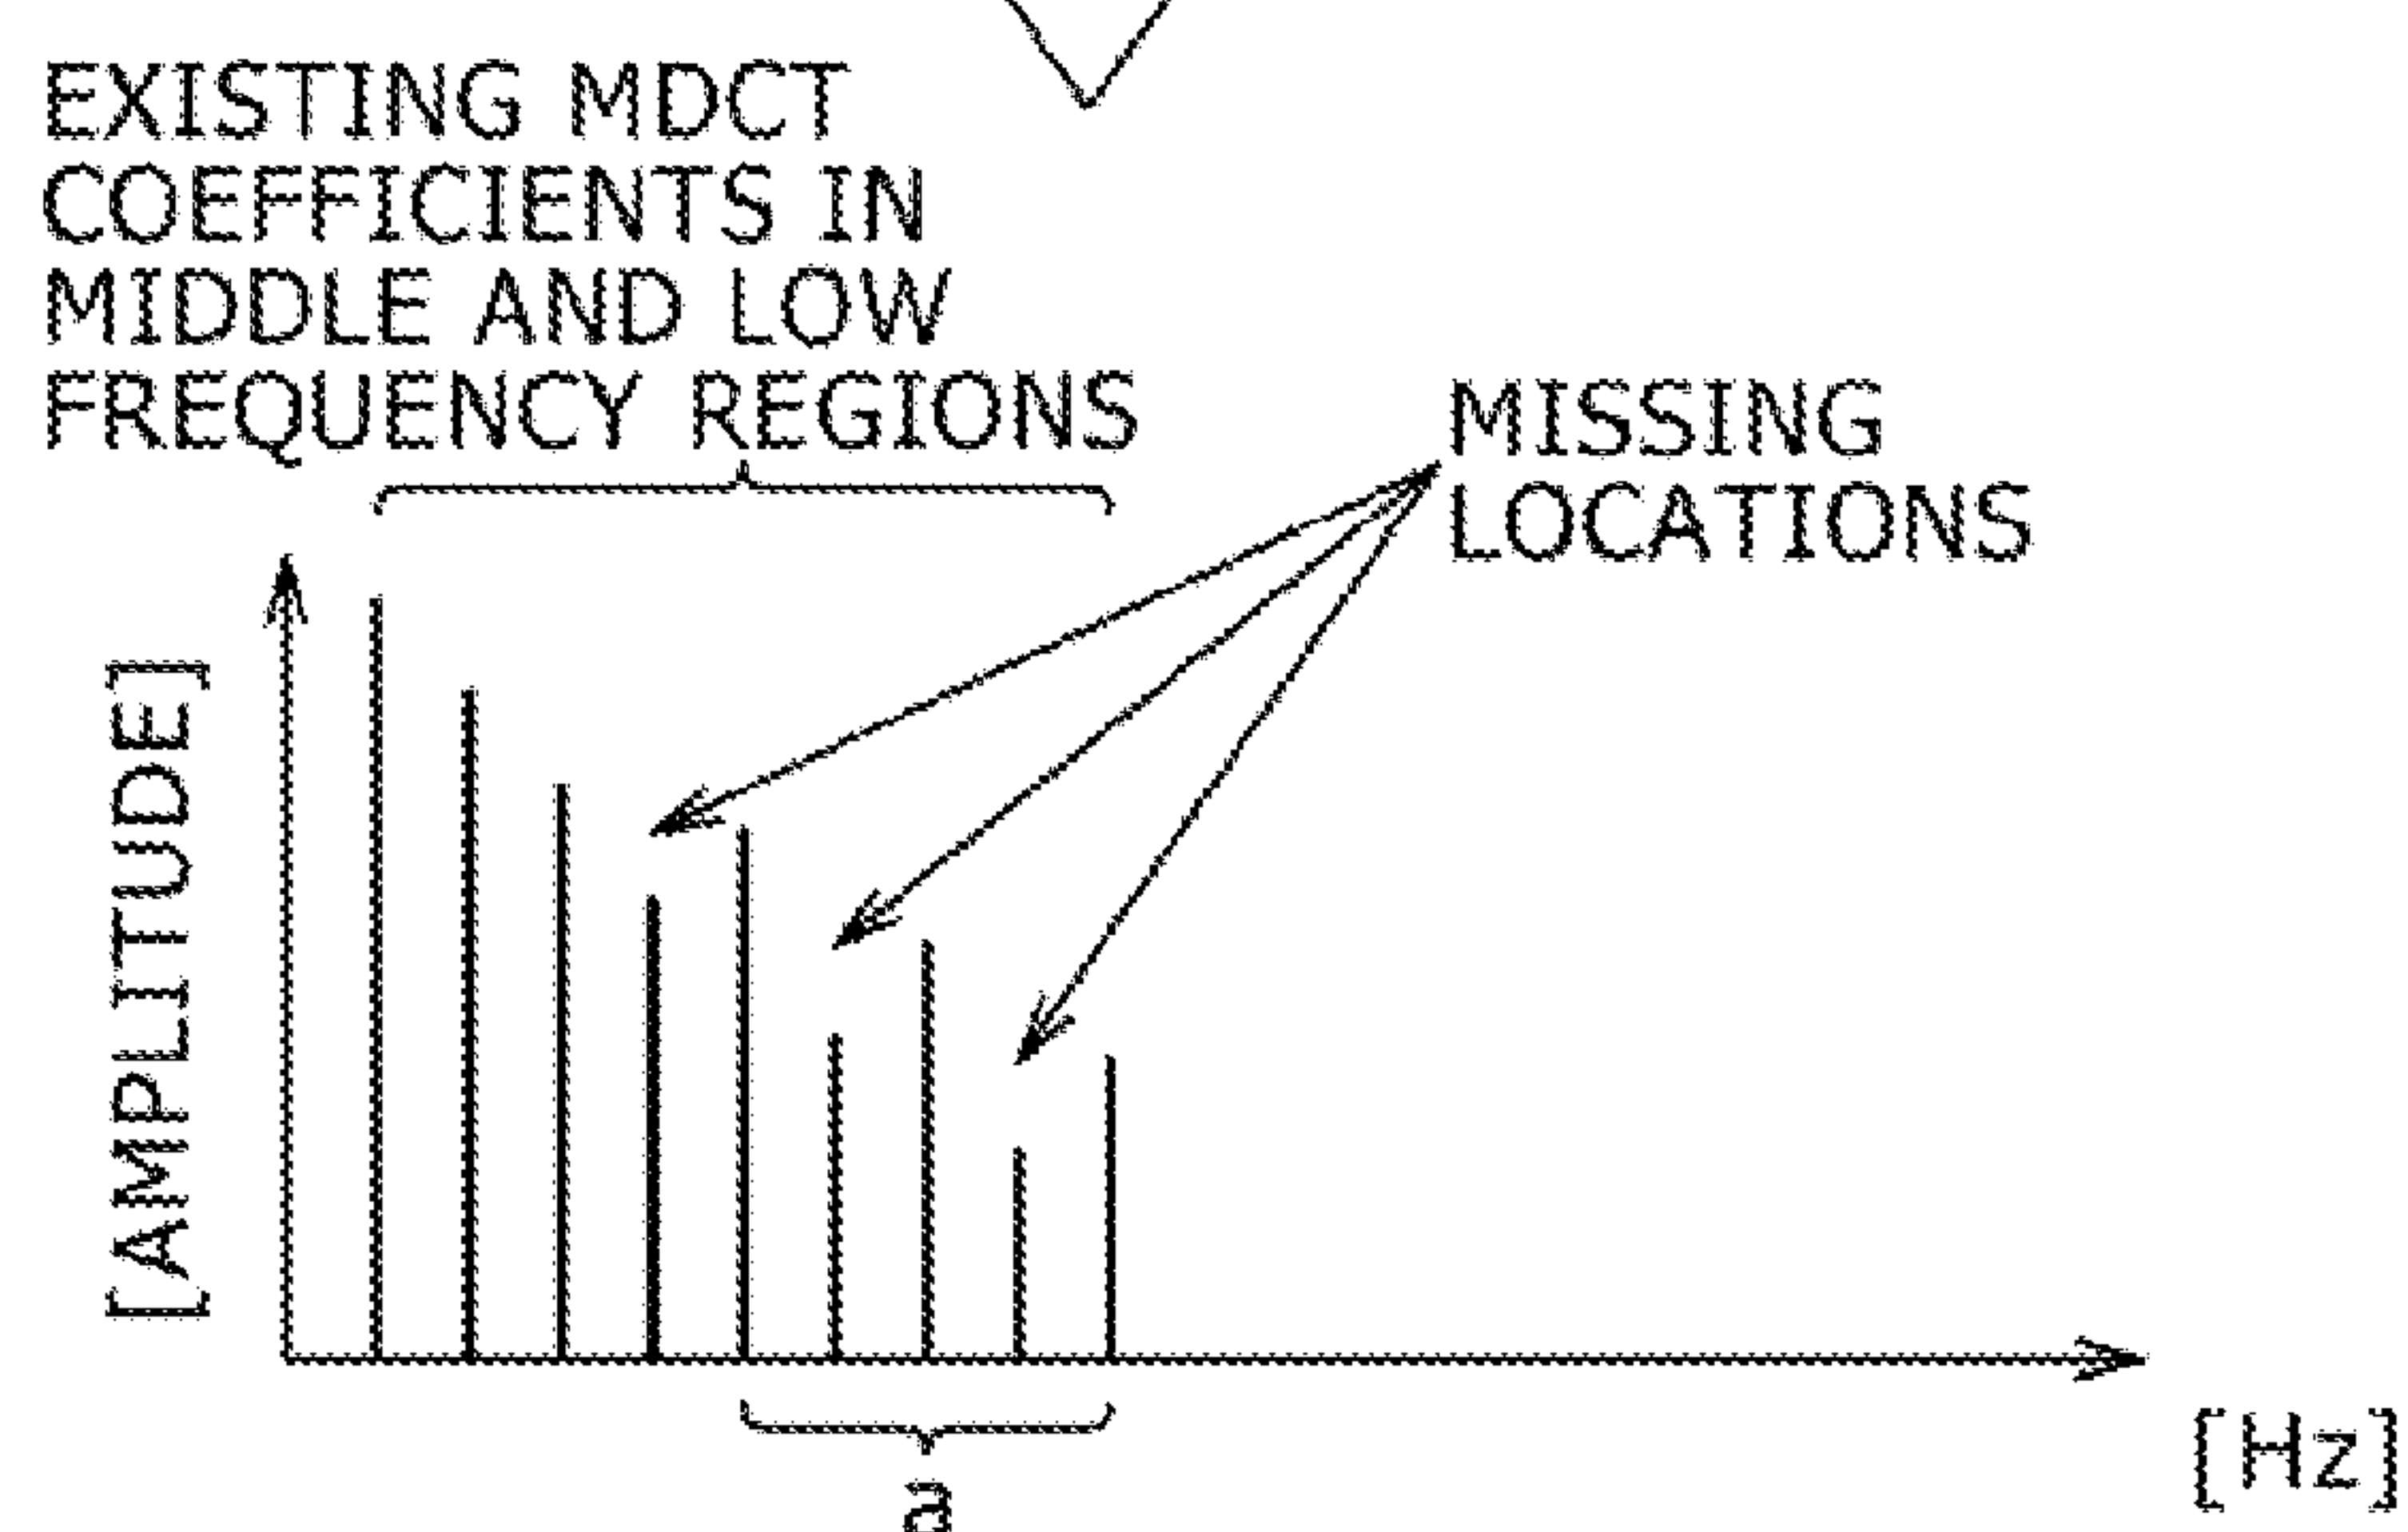 EXISTING MDCT
COEFFICIENTS IN
MIDDLE AND LOW
FREQUENCY REGIONS
MISSING
LOCATIONS
[AMPLITUDE]
[Hz]
a